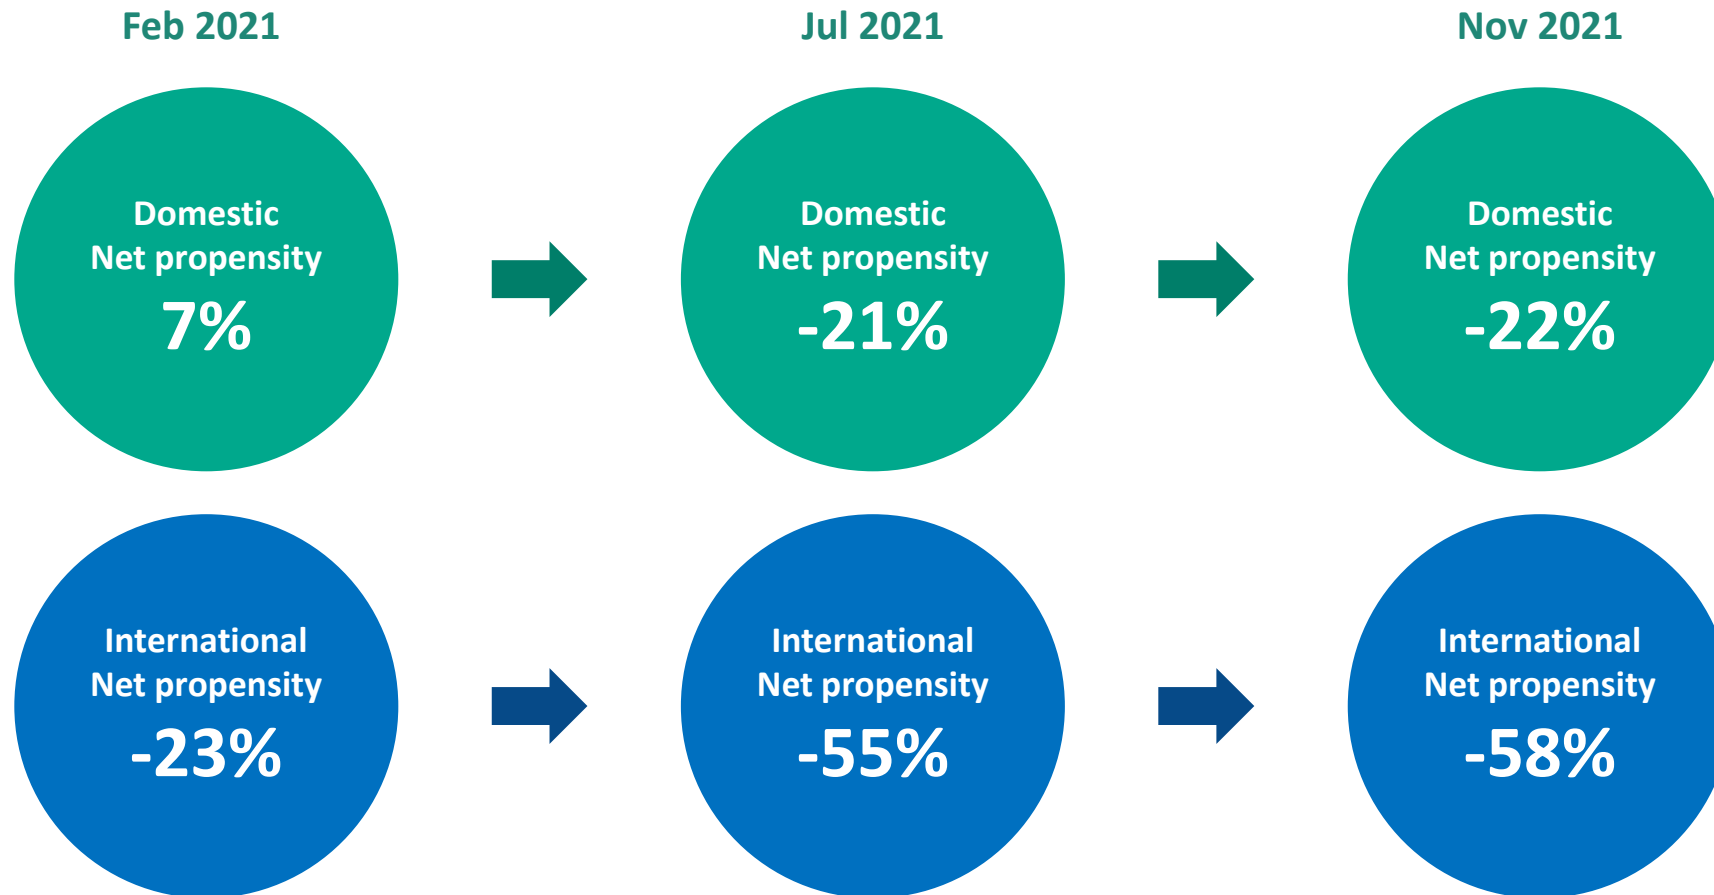 Feb 2021
Jul 2021
Nov 2021
Domestic
Net propensity
7%
Domestic
Net propensity
-21%
Domestic
Net propensity
-22%
International
Net propensity
-23%
International
Net propensity
-55%
International
Net propensity
-58%